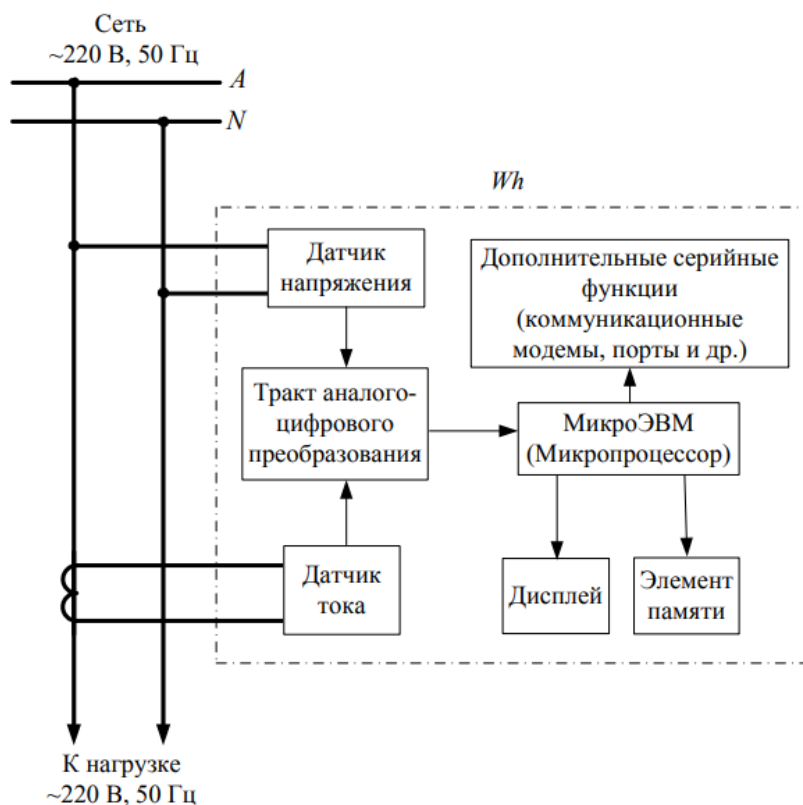 Сеть
~220 В, 50 Гц
A
N
Wh
Датчик
напряжения
Дополнительные серийные
функции
(коммуникационные
модемы, порты и др.)
Тракт аналого-
цифрового
преобразования
МикроЭВМ
(Микропроцессор)
Датчик
тока
Дисплей
Элемент
памяти
К нагрузке
~220 В, 50 Гц